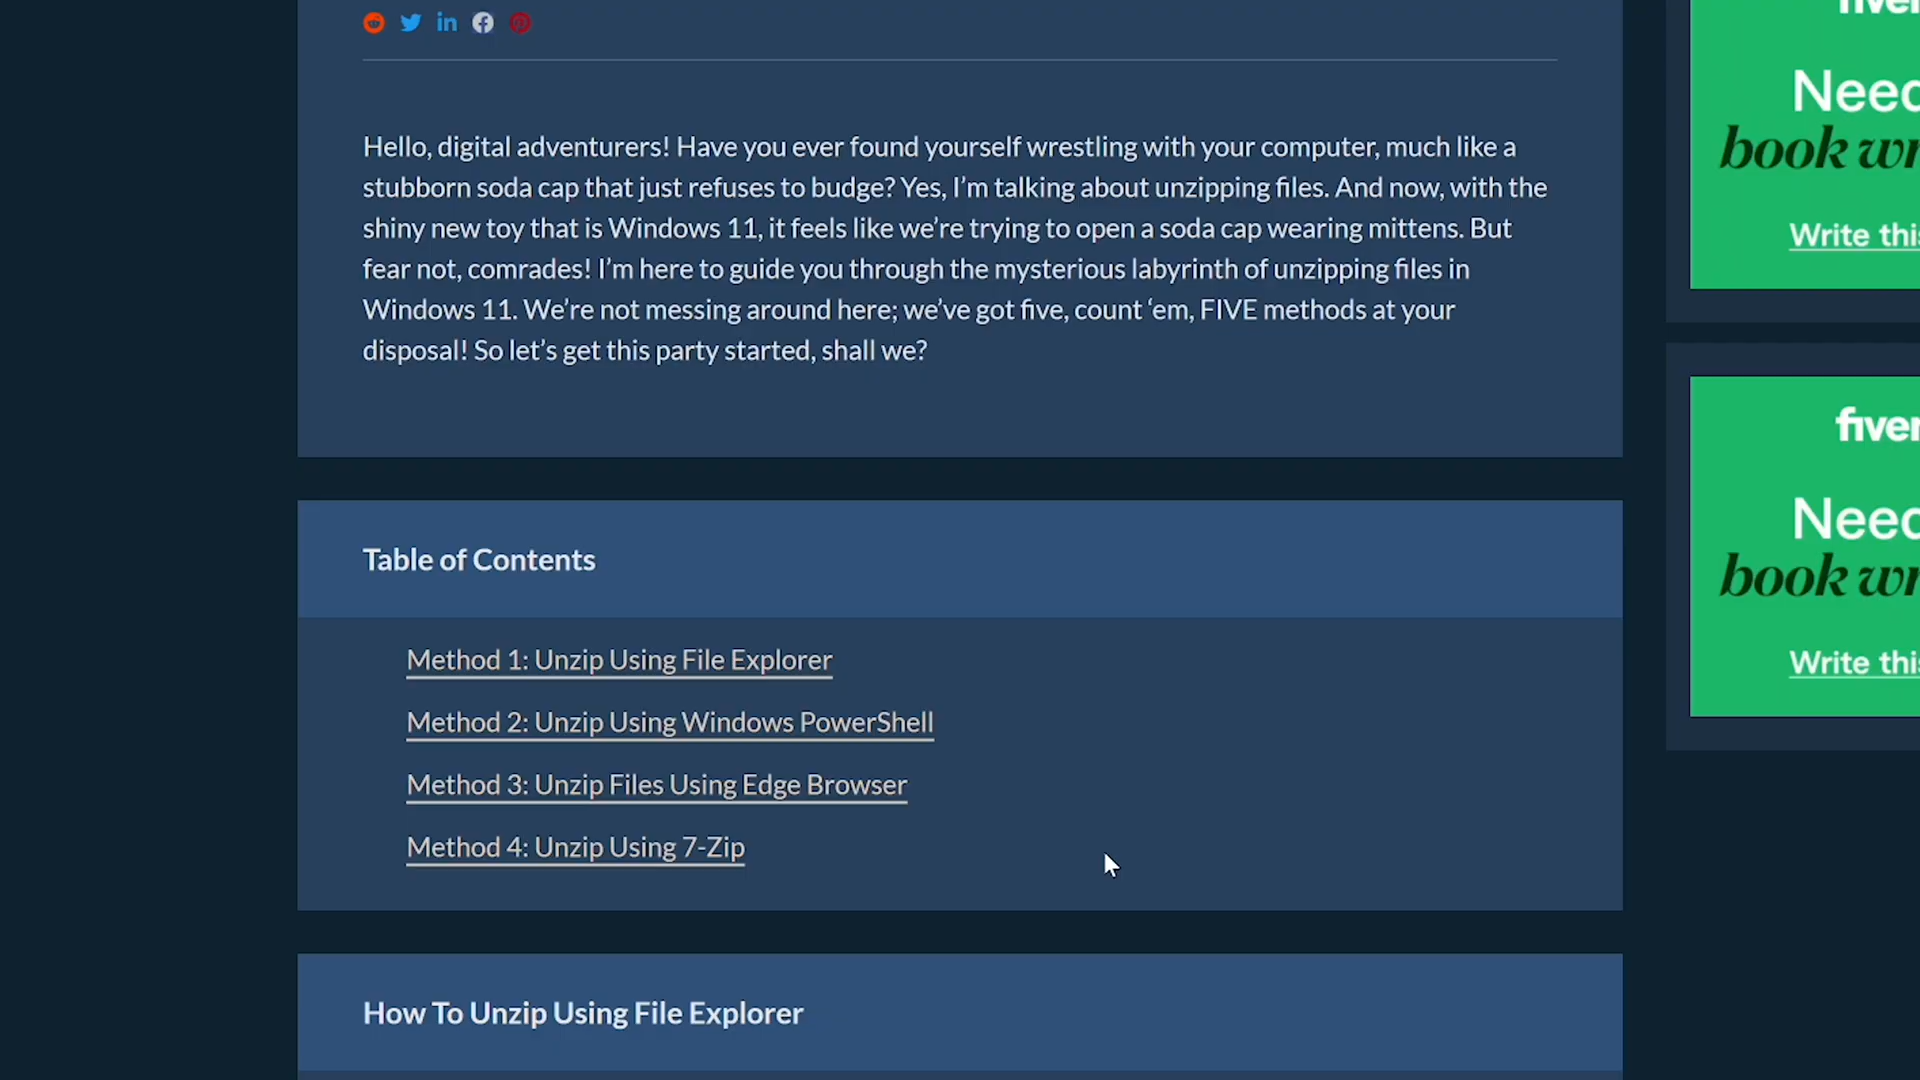 Hello, digital adventurers! Have you ever found yourself wrestling with your computer, much like a
stubborn soda cap that just refuses to budge? Yes, I’m talking about unzipping files. And now, with the
shiny new toy that is Windows 11, it feels like we’re trying to open a soda cap wearing mittens. But
fear not, comrades! I’m here to guide you through the mysterious labyrinth of unzipping files in
Windows 11. We’re not messing around here; we’ve got five, count ‘em, FIVE methods at your
disposal! So let’s get this party started, shall we?
Table of Contents
Method 1: Unzip Using File Explorer
Method 2: Unzip Using Windows PowerShell
Method 3: Unzip Files Using Edge Browser
Method 4: Unzip Using 7-Zip
How To Unzip Using File Explorer
Need
book wr
Write this
fiver
Need
book wr
Write this